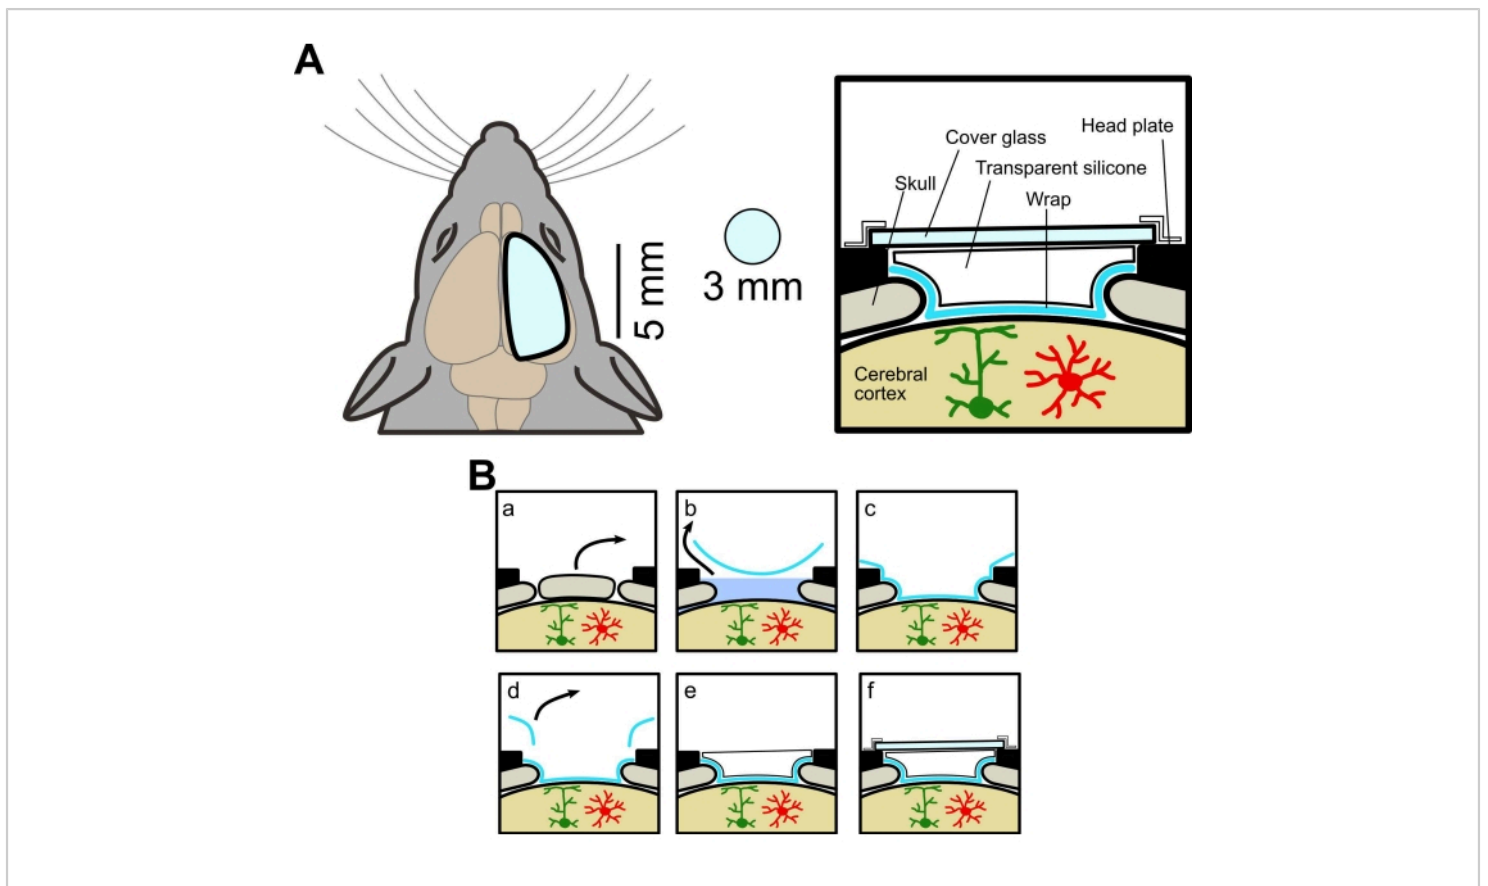 A
Head plate
Cover glass
Transparent silicone
Skull
Wrap
5 mm
3 mm
Cerebral
cortex
B
a
b
c
d
e
f